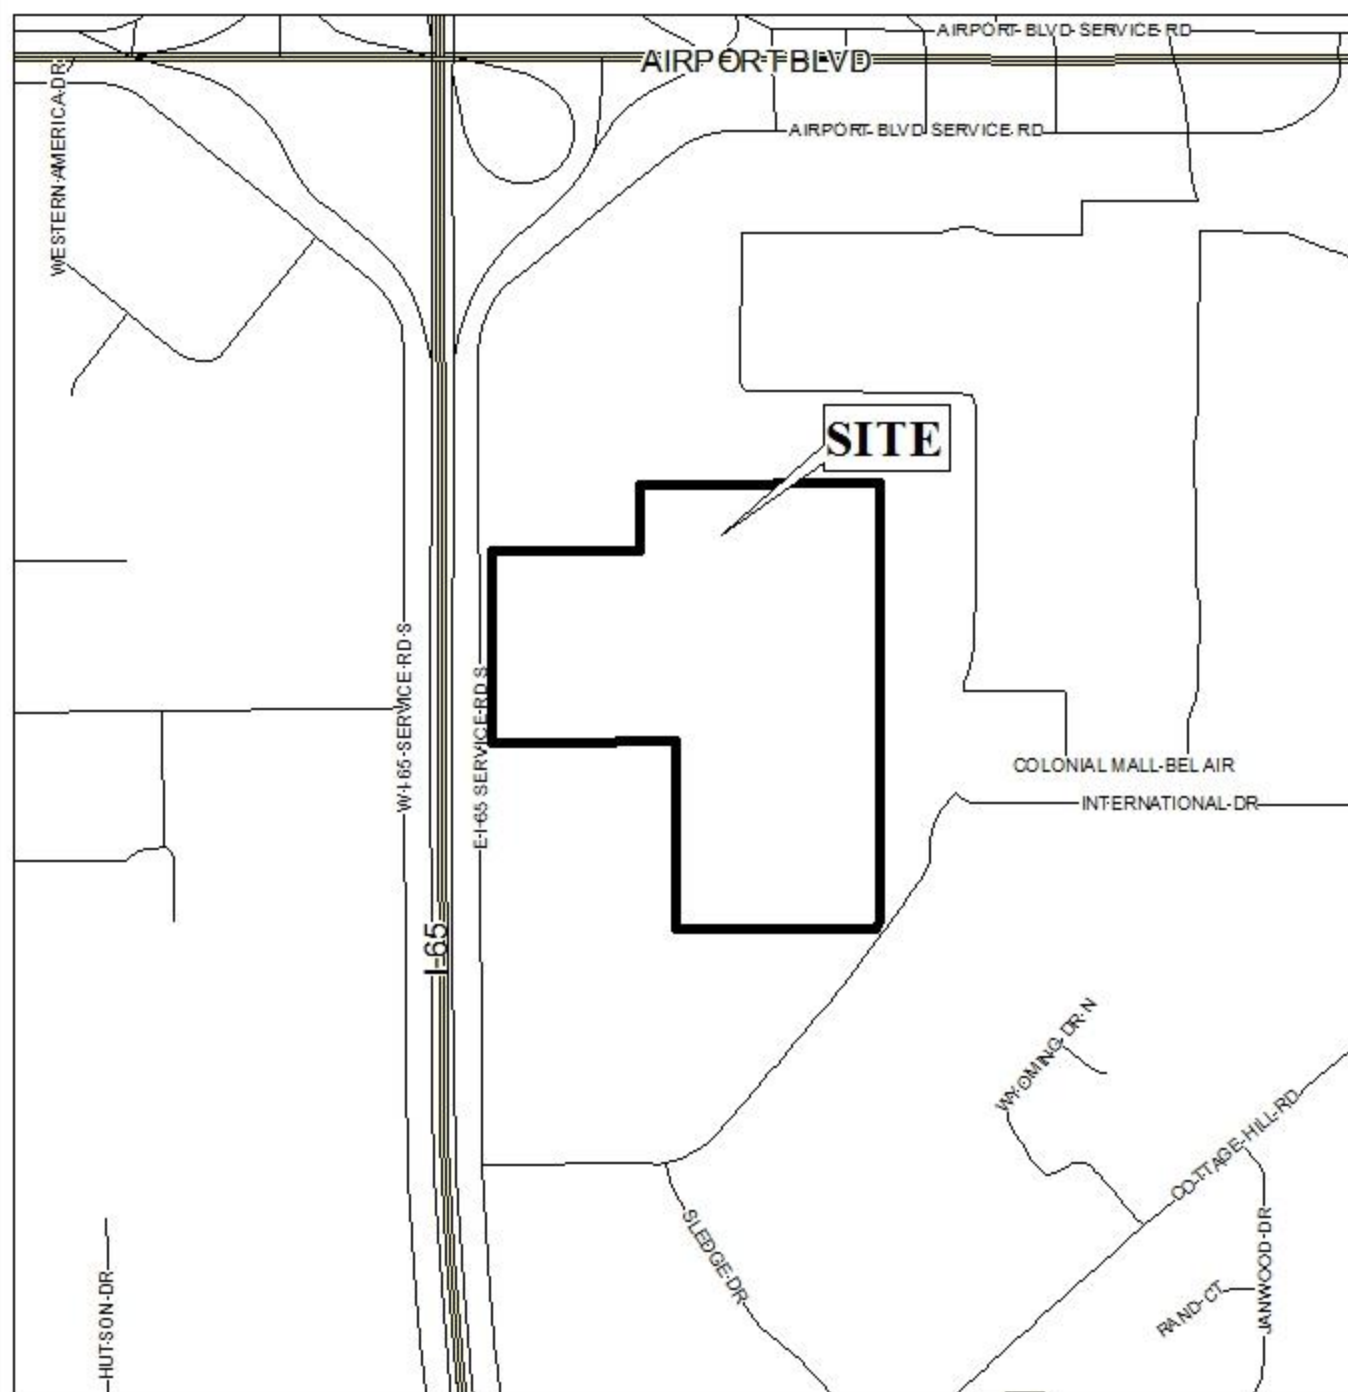 AIRPORT BLVD SERVICE RD
AIRPORT BLVD
WESTERN AMERICA DR
AIRPORT BLVD SERVICE RD
SITE
W I-65 SERVICE RD S
E I-65 SERVICE RD S
COLONIAL MALL-BEL AIR
INTERNATIONAL DR
I-65
WYOMING DR N
COTTAGE HILL RD
SLEDGE DR
JANWOOD DR
RAND CT
HUTSON DR